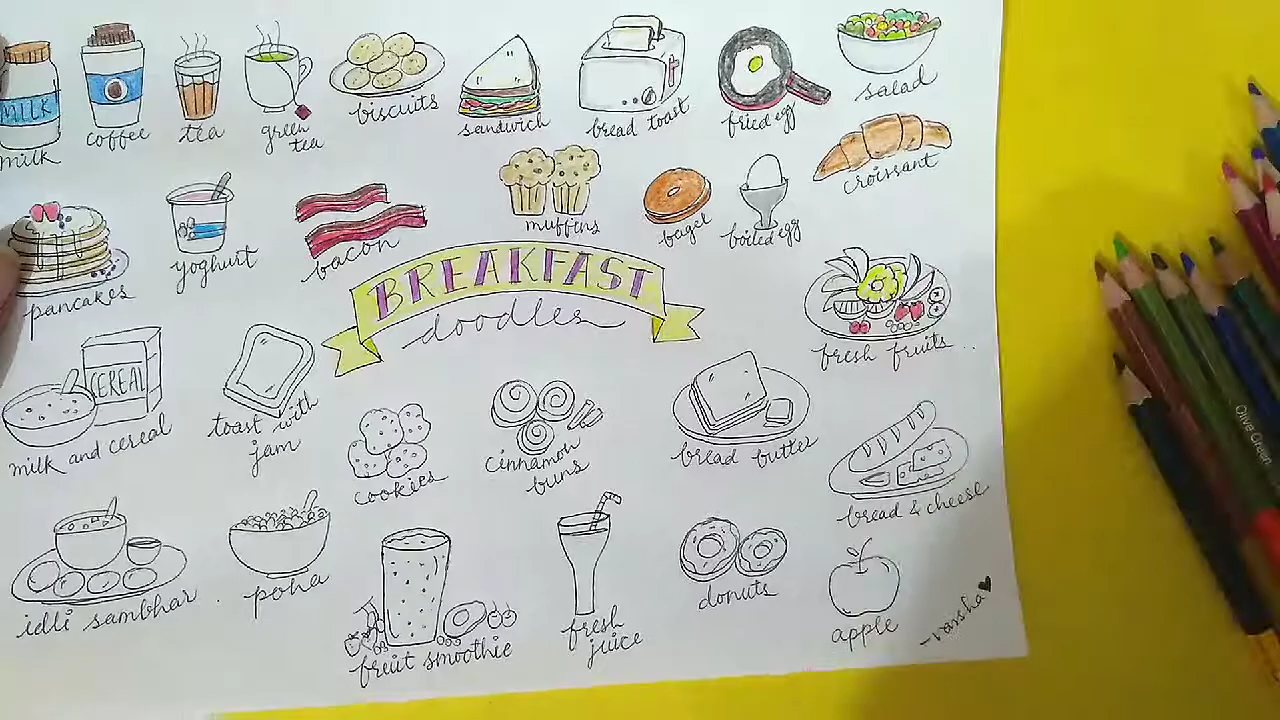 MILK
milk
coffee
tea
green
tea
biscuits
sandwich
bread toast
fried egg
salad
croissant
pancakes
yoghurt
bacon
muffins
bagel
boiled egg
BREAKFAST
doodles
fresh fruits..
CEREAL
milk and cereal
toast with
jam
cookies
cinnamon
buns
bread butter
bread & cheese
idli sambhar
poha
fruit smoothie
fresh
juice
donuts
apple
-varsha
Olive Green